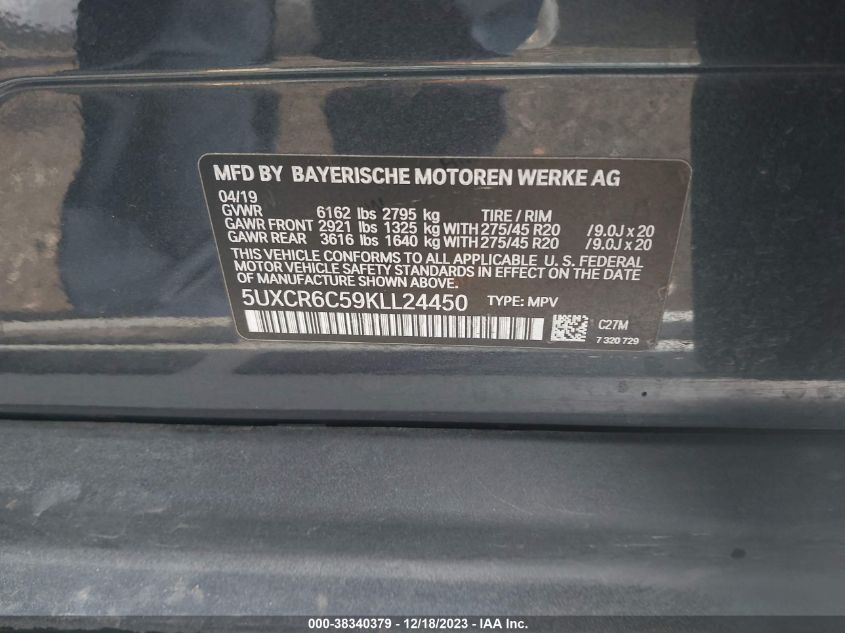 MFD BY BAYERISCHE MOTOREN WERKE AG
04/19
GVWR 6162 lbs 2795 kg TIRE / RIM
GAWR FRONT 2921 lbs 1325 kg WITH 275/45 R20 /9.0J x 20
GAWR REAR 3616 lbs 1640 kg WITH 275/45 R20 /9.0J x 20
THIS VEHICLE CONFORMS TO ALL APPLICABLE U. S. FEDERAL
MOTOR VEHICLE SAFETY STANDARDS IN EFFECT ON THE DATE
OF MANUFACTURE SHOWN ABOVE.
5UXCR6C59KLL24450 TYPE: MPV
C27M
7 320 729
000-38340379 - 12/18/2023 - IAA Inc.